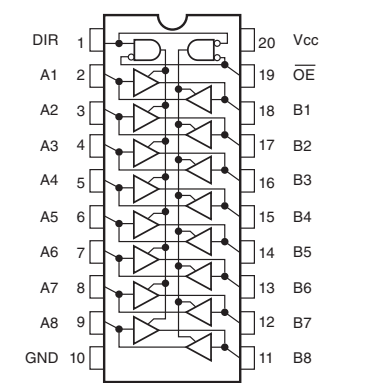 DIR 1 20 Vcc
A1 2 19 OE
A2 3 18 B1
A3 4 17 B2
A4 5 16 B3
A5 6 15 B4
A6 7 14 B5
A7 8 13 B6
A8 9 12 B7
GND 10 11 B8